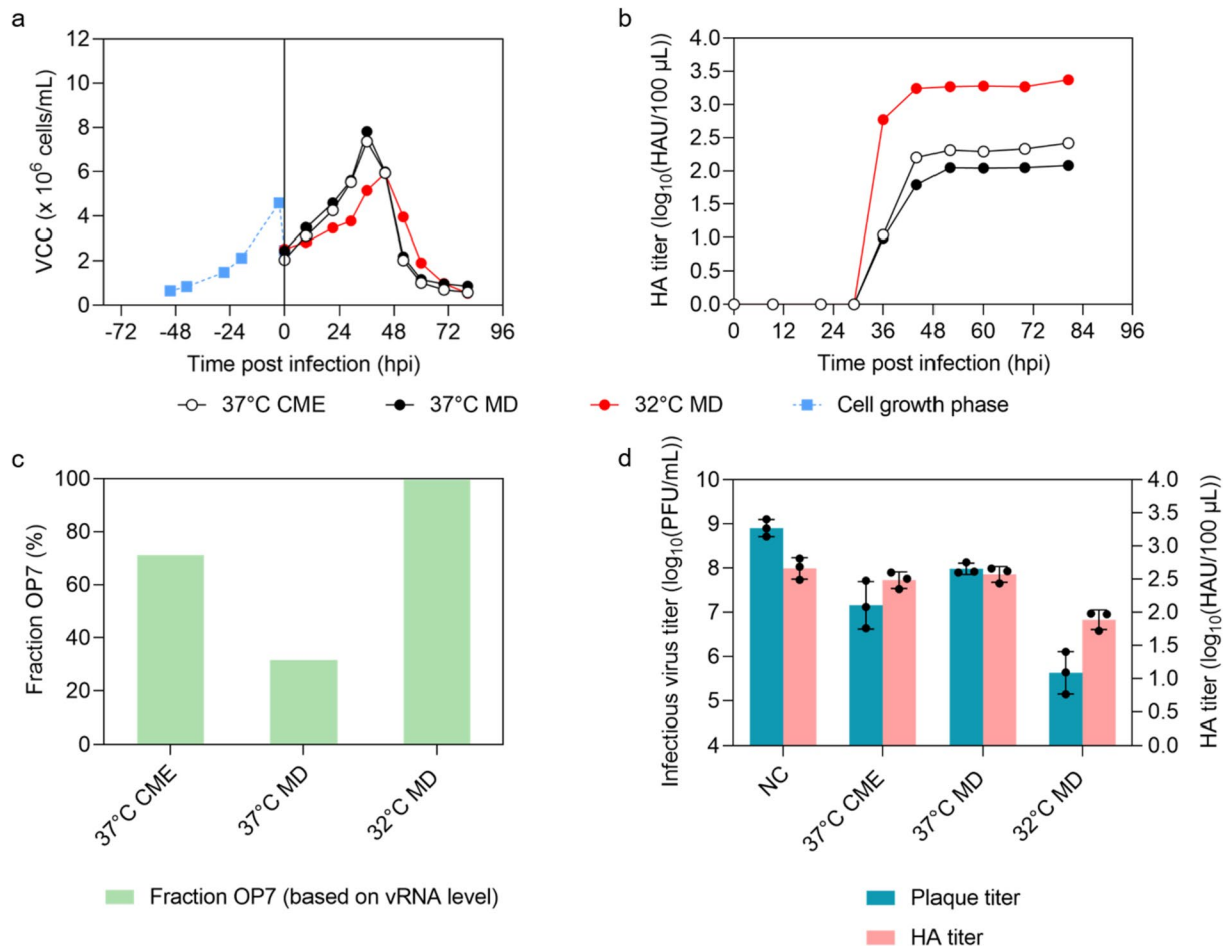 a
12
10
8
6
4
2
0
VCC (x 10⁶ cells/mL)
-72 -48 -24 0 24 48 72 96
Time post infection (hpi)
b
4.0
3.5
3.0
2.5
2.0
1.5
1.0
0.5
0.0
HA titer (log₁₀(HAU/100 µL))
0 12 24 36 48 60 72 84 96
Time post infection (hpi)
37°C CME 37°C MD 32°C MD Cell growth phase
c
100
80
60
40
20
0
Fraction OP7 (%)
37°C CME
37°C MD
32°C MD
Fraction OP7 (based on vRNA level)
d
10
9
8
7
6
5
4
Infectious virus titer (log₁₀(PFU/mL))
4.0
3.5
3.0
2.5
2.0
1.5
1.0
0.5
0.0
HA titer (log₁₀(HAU/100 µL))
NC
37°C CME
37°C MD
32°C MD
Plaque titer
HA titer